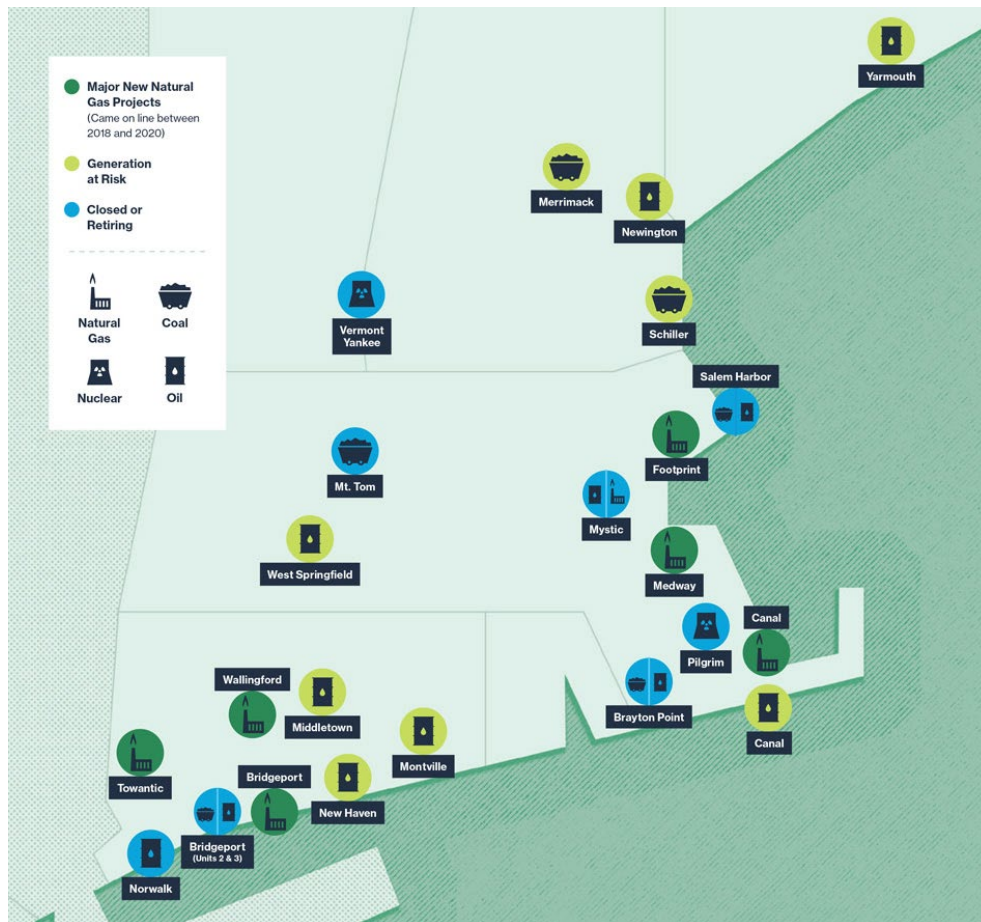 Major New Natural
Gas Projects
(Came on line between
2018 and 2020)
Generation
at Risk
Closed or
Retiring
Natural
Gas
Coal
Nuclear
Oil
Yarmouth
Merrimack
Newington
Vermont
Yankee
Schiller
Salem Harbor
Footprint
Mt. Tom
Mystic
West Springfield
Medway
Canal
Pilgrim
Wallingford
Middletown
Brayton Point
Canal
Montville
Towantic
Bridgeport
New Haven
Bridgeport
(Units 2 & 3)
Norwalk